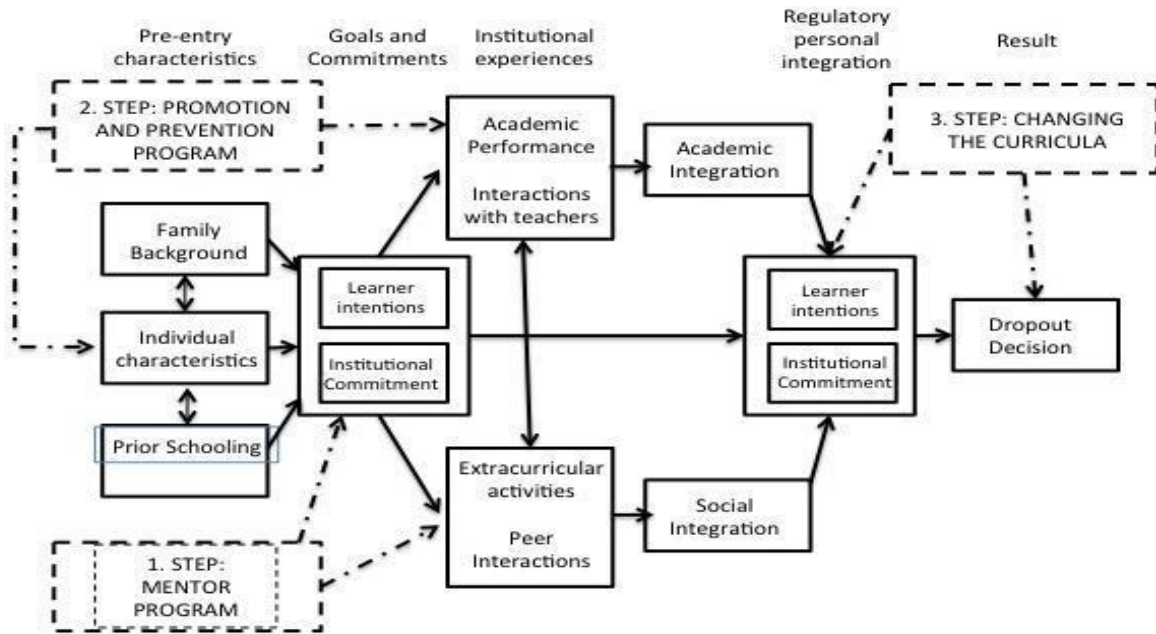 Pre-entry
characteristics
Goals and
Commitments
Institutional
experiences
Regulatory
personal
integration
Result
2. STEP: PROMOTION
AND PREVENTION
PROGRAM
Academic
Performance
Interactions
with teachers
Academic
Integration
3. STEP: CHANGING
THE CURRICULA
Family
Background
Learner
intentions
Learner
intentions
Individual
characteristics
Institutional
Commitment
Institutional
Commitment
Dropout
Decision
Prior Schooling
Extracurricular
activities
Peer
Interactions
Social
Integration
1. STEP:
MENTOR
PROGRAM